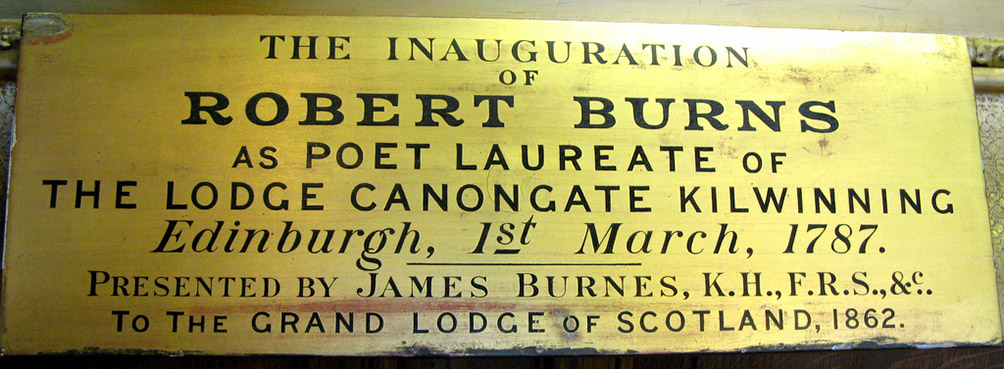 THE INAUGURATION
OF
ROBERT BURNS
AS POET LAUREATE OF
THE LODGE CANONGATE KILWINNING
Edinburgh, 1st March, 1787.
PRESENTED BY JAMES BURNES, K.H., F.R.S., &c.
TO THE GRAND LODGE OF SCOTLAND, 1862.